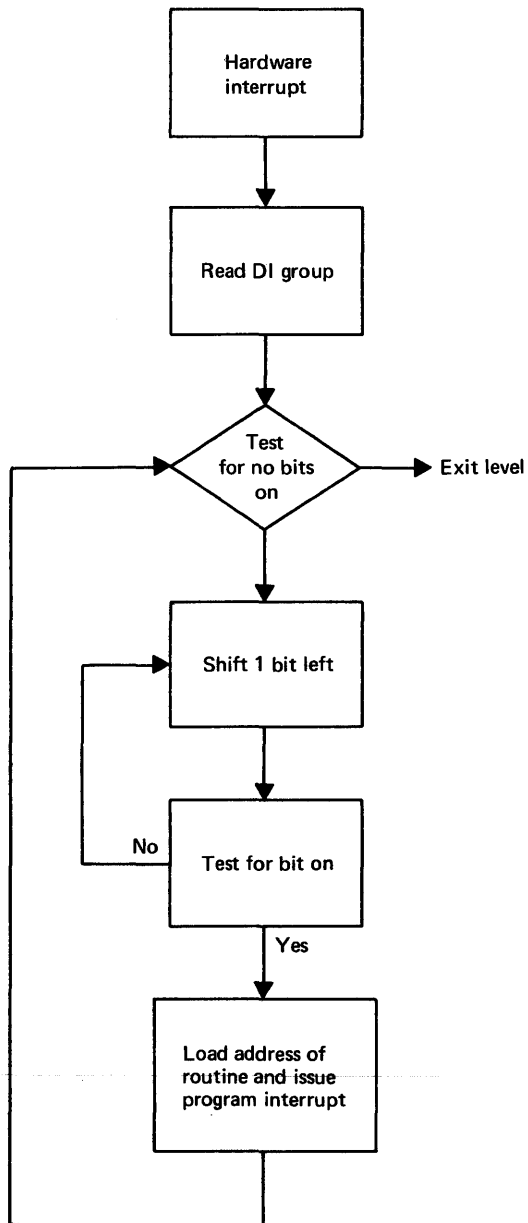 Hardware
interrupt
Read DI group
Test
for no bits
on
Exit level
Shift 1 bit left
No
Test for bit on
Yes
Load address of
routine and issue
program interrupt